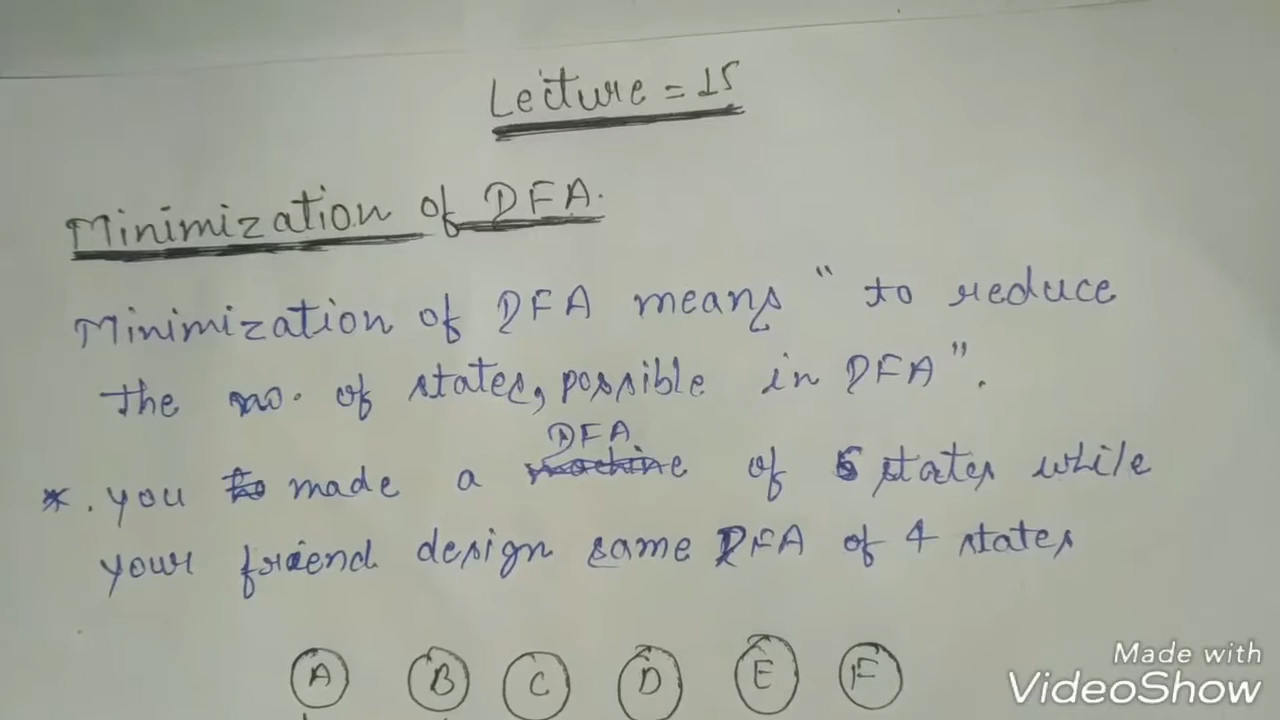 Lecture = 15
Minimization of DFA.
Minimization of DFA means "to reduce
the no. of states, possible in DFA".
DFA
*. you to made a machine of 5 states while
your friend design same DFA of 4 states
A B C D E F
Made with
VideoShow